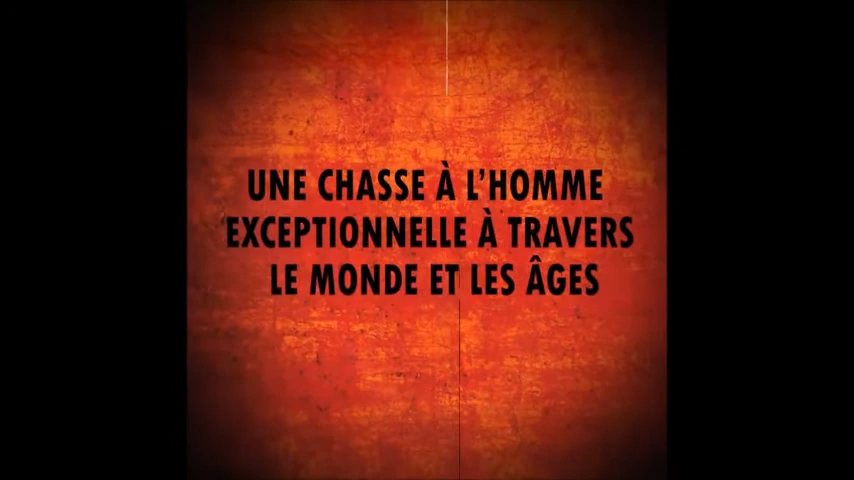 UNE CHASSE À L'HOMME
EXCEPTIONNELLE À TRAVERS
LE MONDE ET LES ÂGES